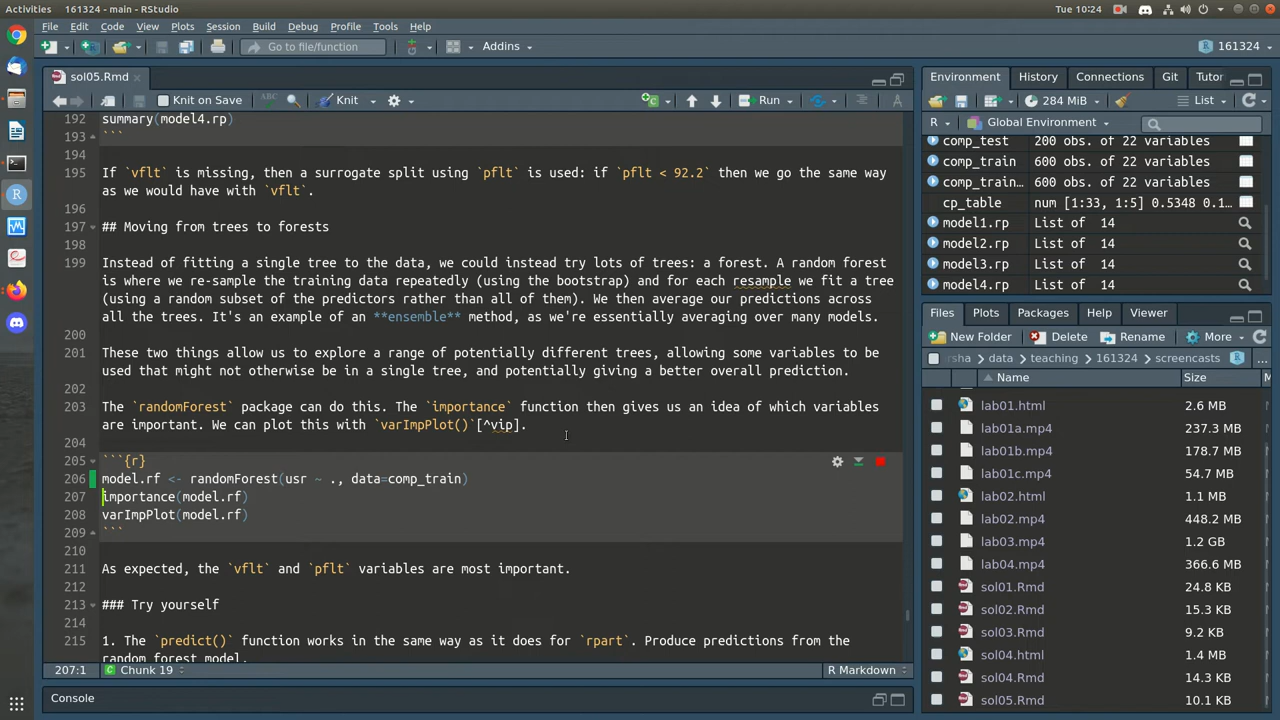 Activities 161324 - main - RStudio Tue 10:24
File Edit Code View Plots Session Build Debug Profile Tools Help
Go to file/function Addins 161324
sol05.Rmd
Knit on Save ABC Knit Run
192 summary(model4.rp)
193 ```
194
195 If `vflt` is missing, then a surrogate split using `pflt` is used: if `pflt < 92.2` then we go the same way
as we would have with `vflt`.
196
197 ## Moving from trees to forests
198
199 Instead of fitting a single tree to the data, we could instead try lots of trees: a forest. A random forest
is where we re-sample the training data repeatedly (using the bootstrap) and for each resample we fit a tree
(using a random subset of the predictors rather than all of them). We then average our predictions across
all the trees. It's an example of an **ensemble** method, as we're essentially averaging over many models.
200
201 These two things allow us to explore a range of potentially different trees, allowing some variables to be
used that might not otherwise be in a single tree, and potentially giving a better overall prediction.
202
203 The `randomForest` package can do this. The `importance` function then gives us an idea of which variables
are important. We can plot this with `varImpPlot()`[^vip].
204
205 ```{r}
206 model.rf <- randomForest(usr ~ ., data=comp_train)
207 importance(model.rf)
208 varImpPlot(model.rf)
209 ```
210
211 As expected, the `vflt` and `pflt` variables are most important.
212
213 ### Try yourself
214
215 1. The `predict()` function works in the same way as it does for `rpart`. Produce predictions from the
random forest model.
207:1 Chunk 19 R Markdown
Console
Environment History Connections Git Tutor
284 MiB List
R Global Environment
comp_test 200 obs. of 22 variables
comp_train 600 obs. of 22 variables
comp_train… 600 obs. of 22 variables
cp_table num [1:33, 1:5] 0.5348 0.1…
model1.rp List of 14
model2.rp List of 14
model3.rp List of 14
model4.rp List of 14
Files Plots Packages Help Viewer
New Folder Delete Rename More
rsha data teaching 161324 screencasts ...
Name Size M
lab01.html 2.6 MB
lab01a.mp4 237.3 MB
lab01b.mp4 178.7 MB
lab01c.mp4 54.7 MB
lab02.html 1.1 MB
lab02.mp4 448.2 MB
lab03.mp4 1.2 GB
lab04.mp4 366.6 MB
sol01.Rmd 24.8 KB
sol02.Rmd 15.3 KB
sol03.Rmd 9.2 KB
sol04.html 1.4 MB
sol04.Rmd 14.3 KB
sol05.Rmd 10.1 KB